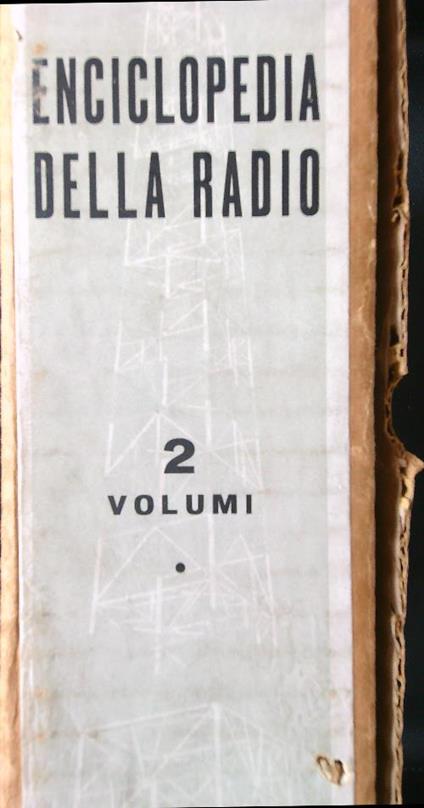 ENCICLOPEDIA
DELLA RADIO
2
VOLUMI
•